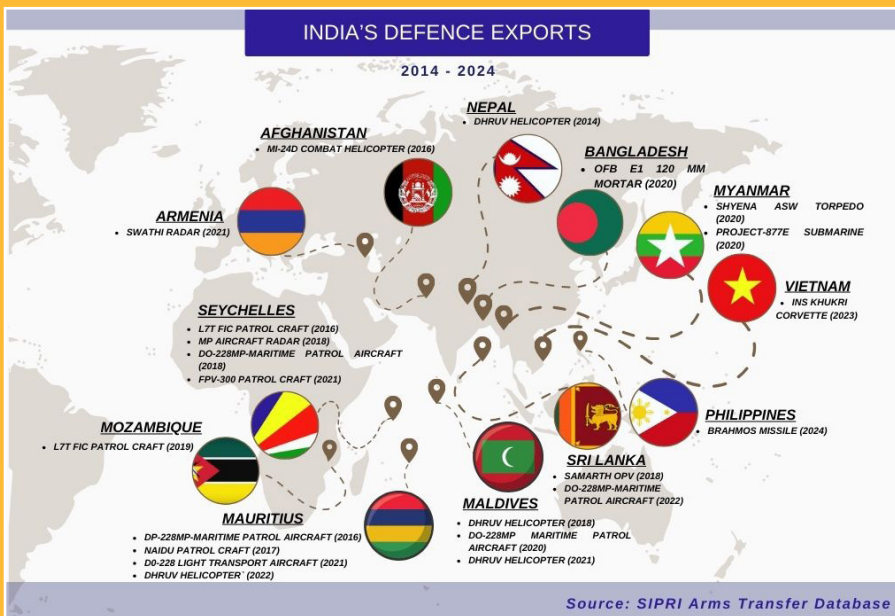 INDIA'S DEFENCE EXPORTS
2014 - 2024
NEPAL
• DHRUV HELICOPTER (2014)
AFGHANISTAN
• MI-24D COMBAT HELICOPTER (2016)
BANGLADESH
• OFB E1 120 MM
MORTAR (2020)
MYANMAR
• SHYENA ASW TORPEDO
(2020)
• PROJECT-877E SUBMARINE
(2020)
ARMENIA
• SWATHI RADAR (2021)
VIETNAM
• INS KHUKRI
CORVETTE (2023)
SEYCHELLES
• L7T FIC PATROL CRAFT (2016)
• MP AIRCRAFT RADAR (2018)
• DO-228MP-MARITIME PATROL AIRCRAFT
(2018)
• FPV-300 PATROL CRAFT (2021)
PHILIPPINES
• BRAHMOS MISSILE (2024)
MOZAMBIQUE
• L7T FIC PATROL CRAFT (2019)
SRI LANKA
• SAMARTH OPV (2018)
• DO-228MP-MARITIME
PATROL AIRCRAFT (2022)
MALDIVES
• DHRUV HELICOPTER (2018)
• DO-228MP MARITIME PATROL
AIRCRAFT (2020)
• DHRUV HELICOPTER (2021)
MAURITIUS
• DP-228MP-MARITIME PATROL AIRCRAFT (2016)
• NAIDU PATROL CRAFT (2017)
• D0-228 LIGHT TRANSPORT AIRCRAFT (2021)
• DHRUV HELICOPTER` (2022)
Source: SIPRI Arms Transfer Database